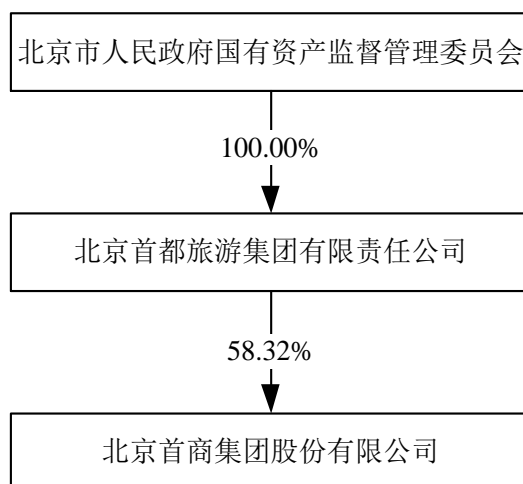 北京市人民政府国有资产监督管理委员会
100.00%
北京首都旅游集团有限责任公司
58.32%
北京首商集团股份有限公司